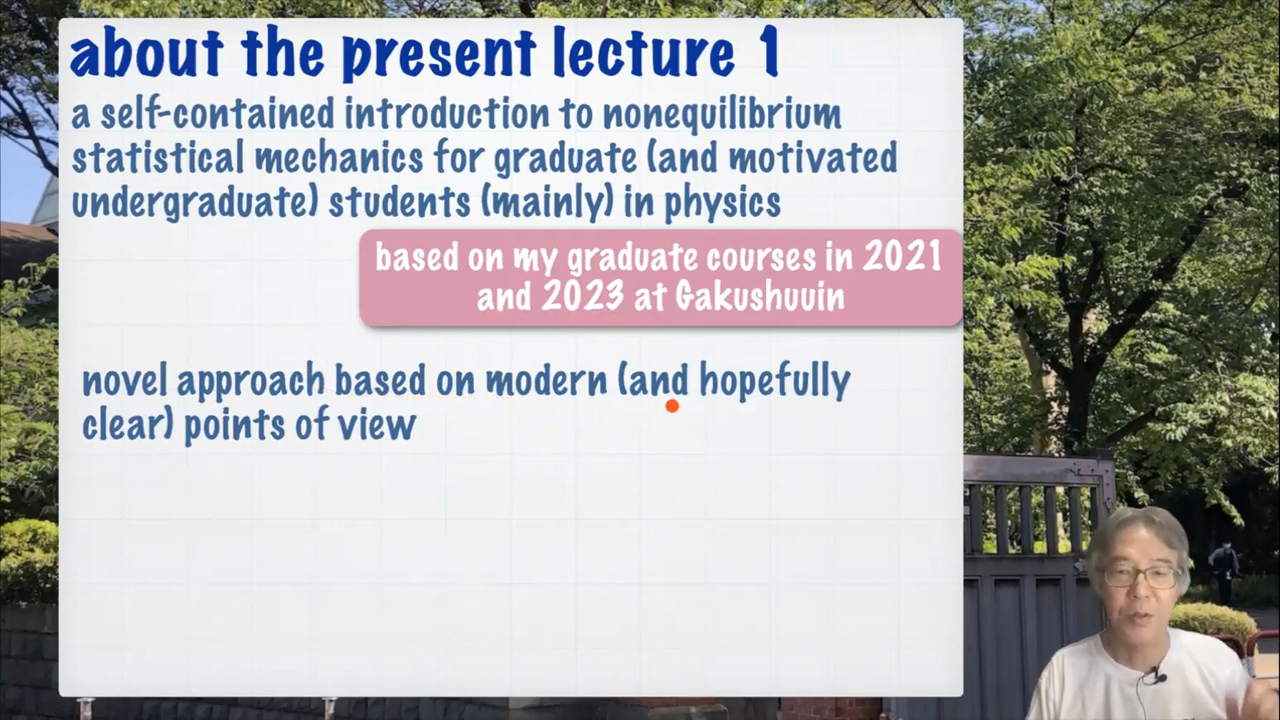 about the present lecture 1
a self-contained introduction to nonequilibrium
statistical mechanics for graduate (and motivated
undergraduate) students (mainly) in physics
based on my graduate courses in 2021
and 2023 at Gakushuuin
novel approach based on modern (and hopefully
clear) points of view